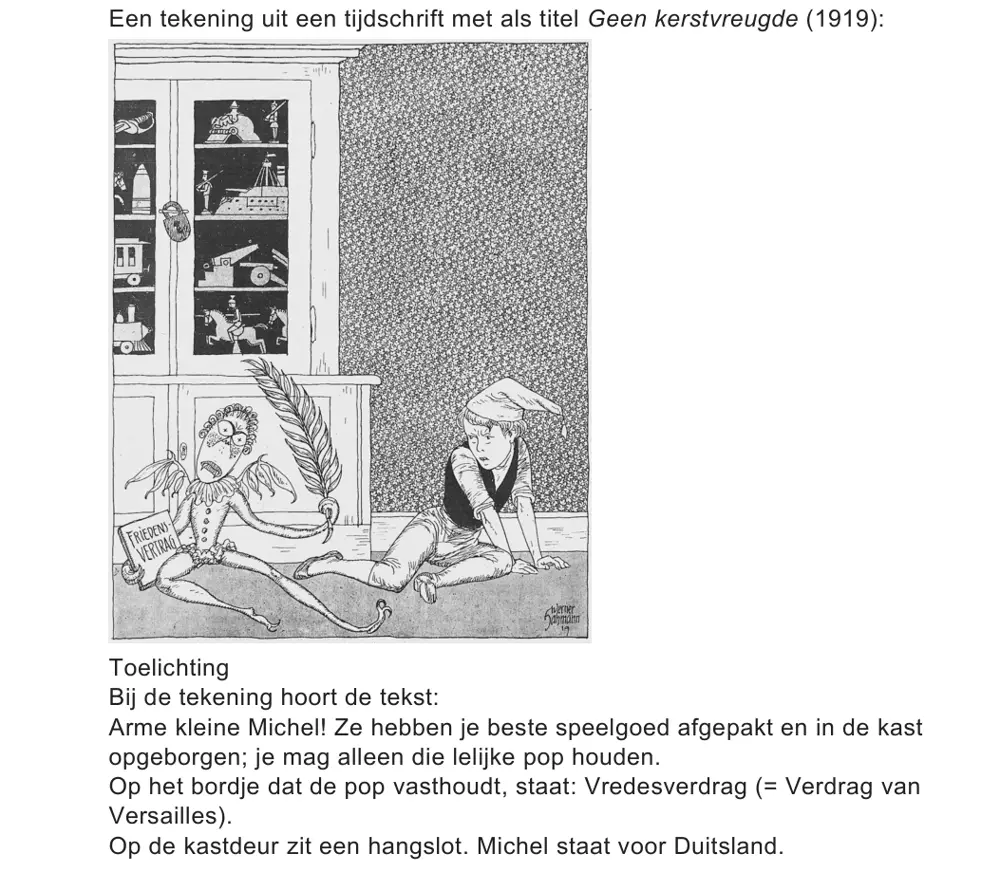 Een tekening uit een tijdschrift met als titel Geen kerstvreugde (1919):
FRIEDENS-
VERTRAG
Werner
Hahmann
19
Toelichting
Bij de tekening hoort de tekst:
Arme kleine Michel! Ze hebben je beste speelgoed afgepakt en in de kast
opgeborgen; je mag alleen die lelijke pop houden.
Op het bordje dat de pop vasthoudt, staat: Vredesverdrag (= Verdrag van
Versailles).
Op de kastdeur zit een hangslot. Michel staat voor Duitsland.